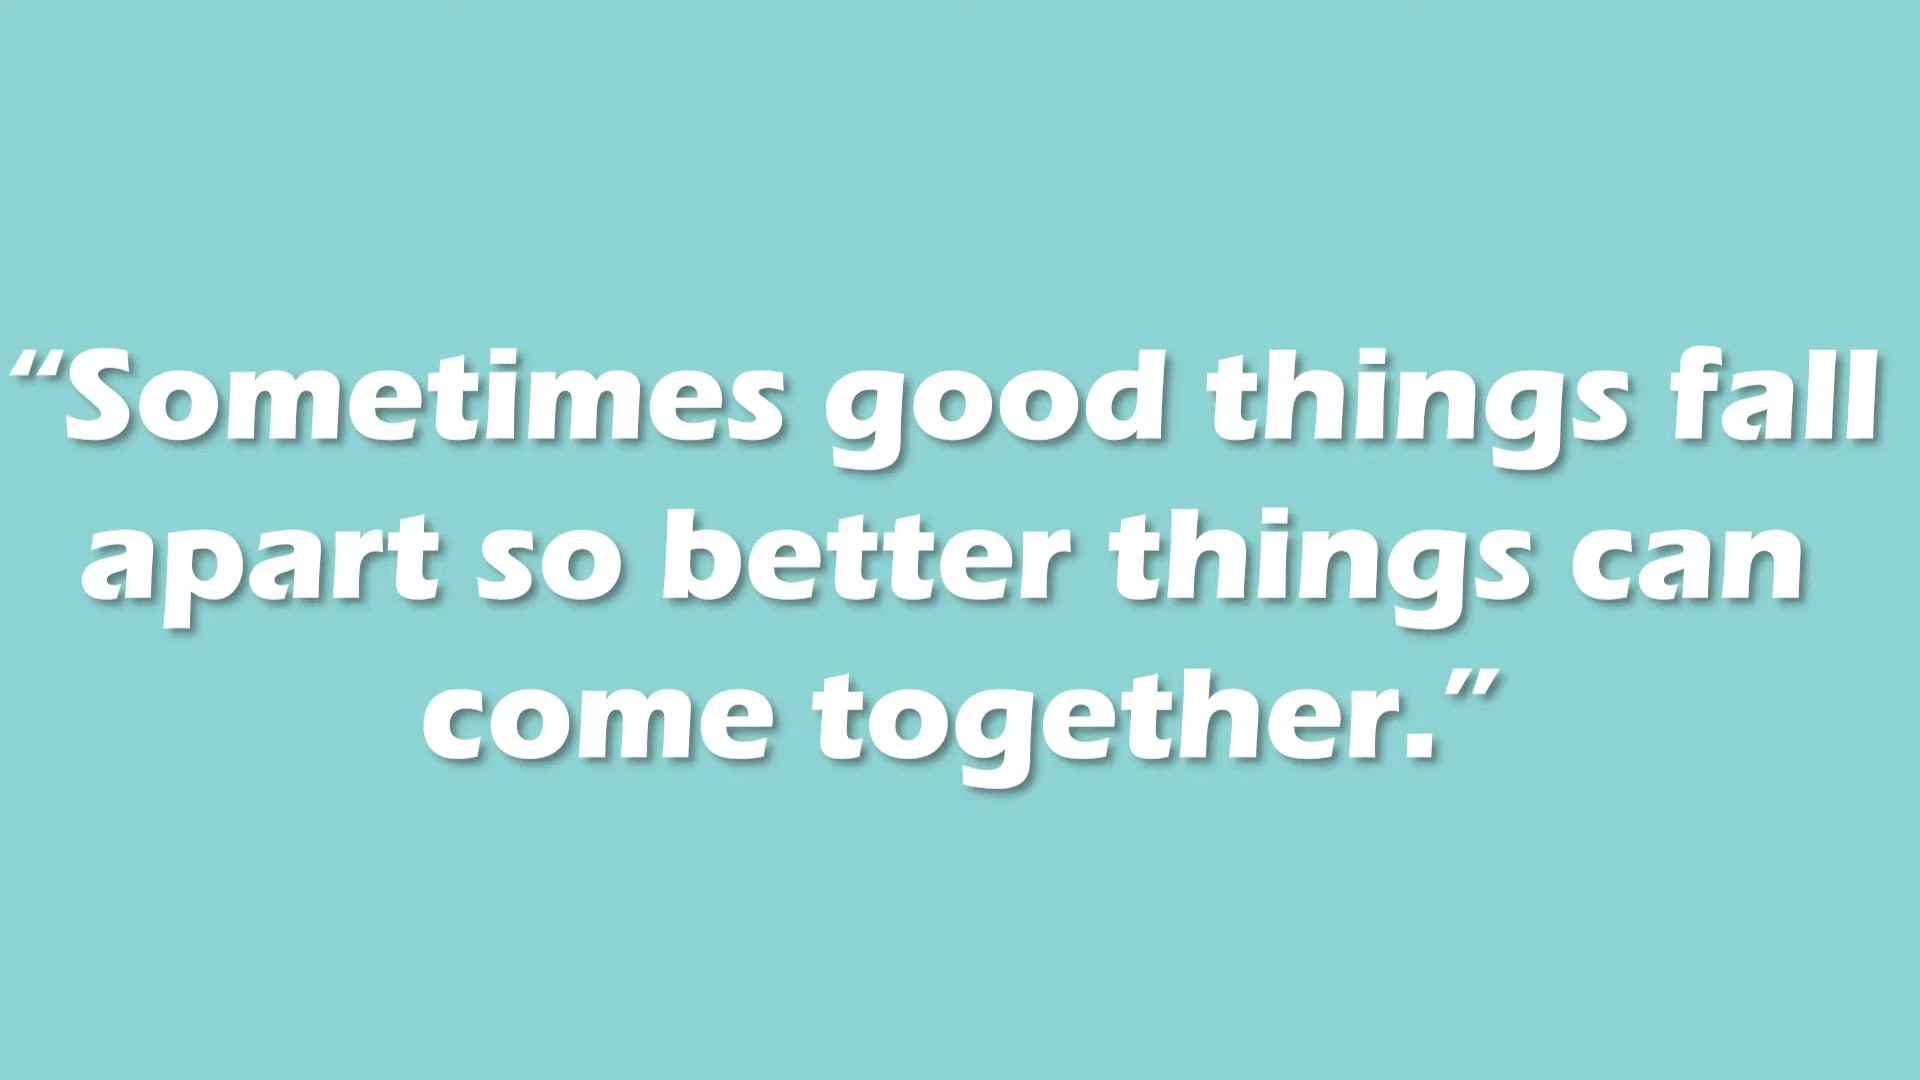 “Sometimes good things fall
apart so better things can
come together.”